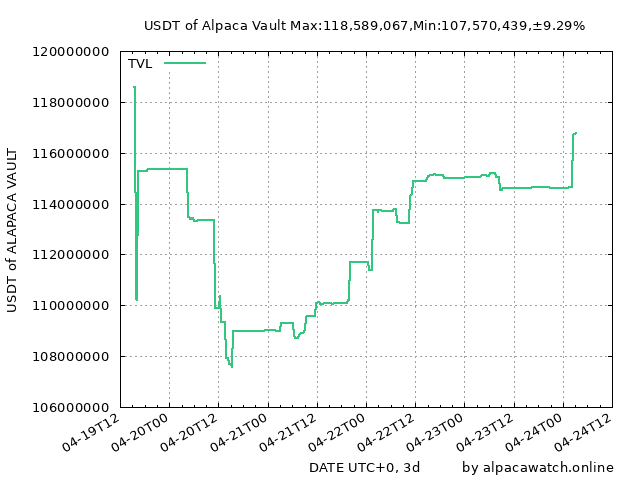 USDT of Alpaca Vault Max:118,589,067,Min:107,570,439,±9.29%
TVL
120000000
118000000
116000000
114000000
112000000
110000000
108000000
106000000
USDT of ALAPACA VAULT
04-19T12
04-20T00
04-20T12
04-21T00
04-21T12
04-22T00
04-22T12
04-23T00
04-23T12
04-24T00
04-24T12
DATE UTC+0, 3d
by alpacawatch.online